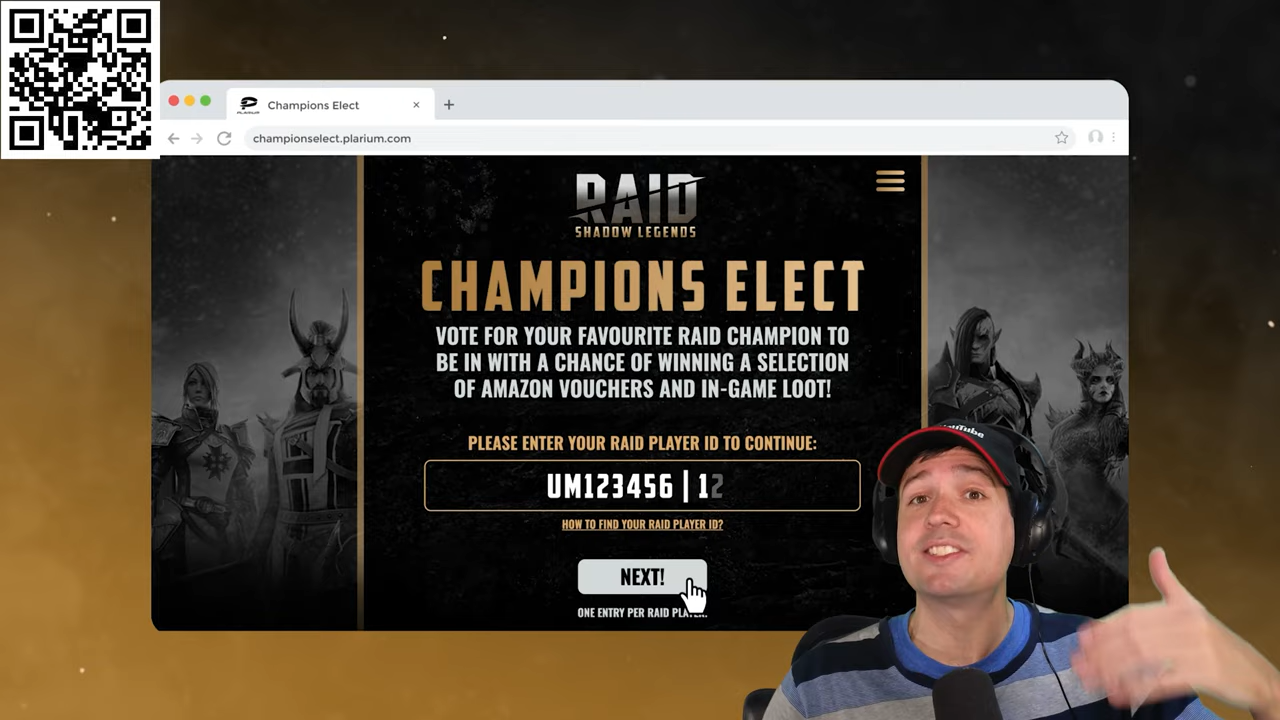 Champions Elect
PLARIUM
championselect.plarium.com
RAID
SHADOW LEGENDS
CHAMPIONS ELECT
VOTE FOR YOUR FAVOURITE RAID CHAMPION TO
BE IN WITH A CHANCE OF WINNING A SELECTION
OF AMAZON VOUCHERS AND IN-GAME LOOT!
PLEASE ENTER YOUR RAID PLAYER ID TO CONTINUE:
UM123456 | 12
HOW TO FIND YOUR RAID PLAYER ID?
NEXT!
ONE ENTRY PER RAID PLAYER.
YouTube